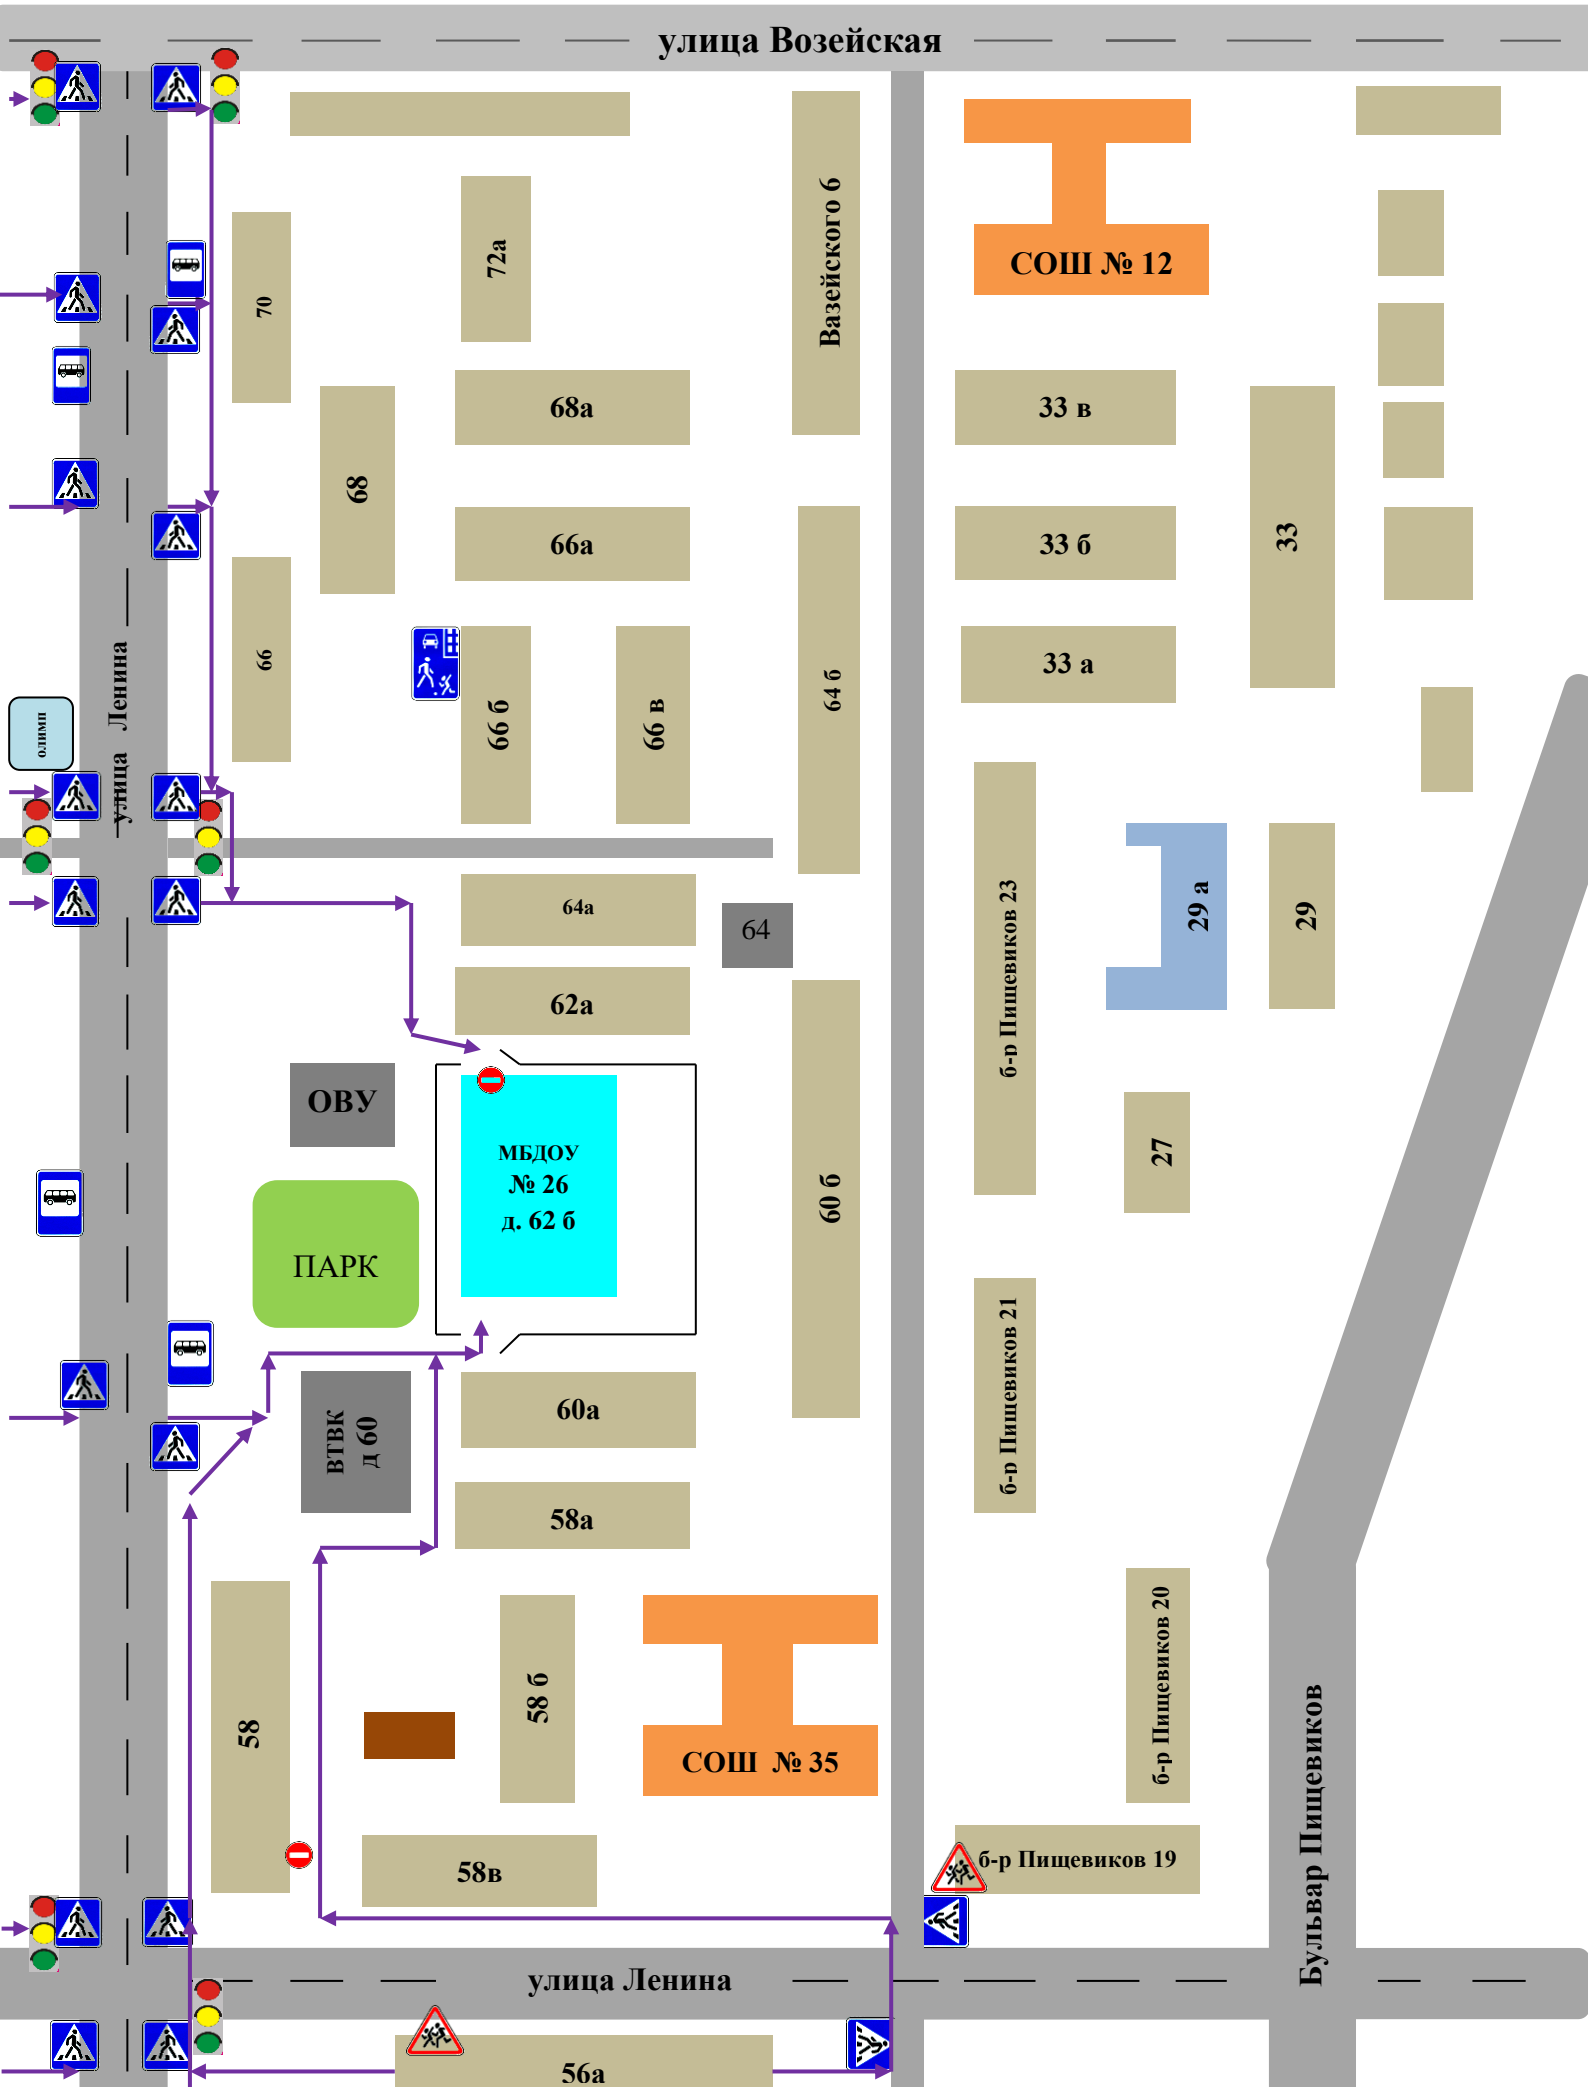 улица Возейская
СОШ № 12
72а
Вазейского 6
70
68а
33 в
68
66а
33 б
33
66
33 а
66 б
66 в
64 б
олимп
улица Ленина
64а
64
б-р Пищевиков 23
29 а
29
62а
ОВУ
МБДОУ
№ 26
д. 62 б
60 б
27
ПАРК
б-р Пищевиков 21
60а
ВТВК
д 60
58а
58
58 б
СОШ № 35
б-р Пищевиков 20
Бульвар Пищевиков
58в
б-р Пищевиков 19
улица Ленина
56а